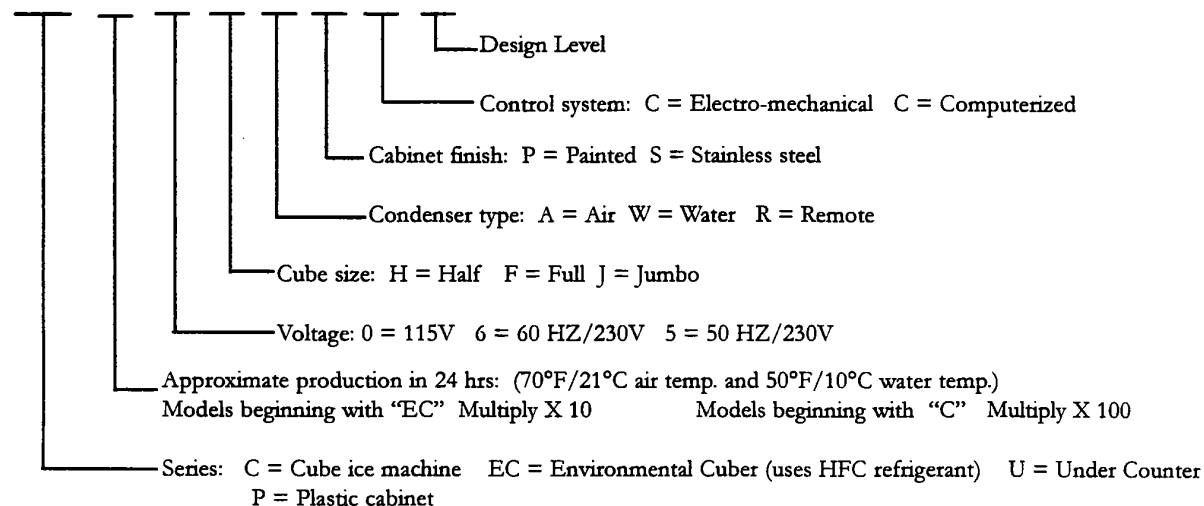 Design Level
Control system: C = Electro-mechanical C = Computerized
Cabinet finish: P = Painted S = Stainless steel
Condenser type: A = Air W = Water R = Remote
Cube size: H = Half F = Full J = Jumbo
Voltage: 0 = 115V 6 = 60 HZ/230V 5 = 50 HZ/230V
Approximate production in 24 hrs: (70°F/21°C air temp. and 50°F/10°C water temp.)
Models beginning with “EC” Multiply X 10 Models beginning with “C” Multiply X 100
Series: C = Cube ice machine EC = Environmental Cuber (uses HFC refrigerant) U = Under Counter
P = Plastic cabinet